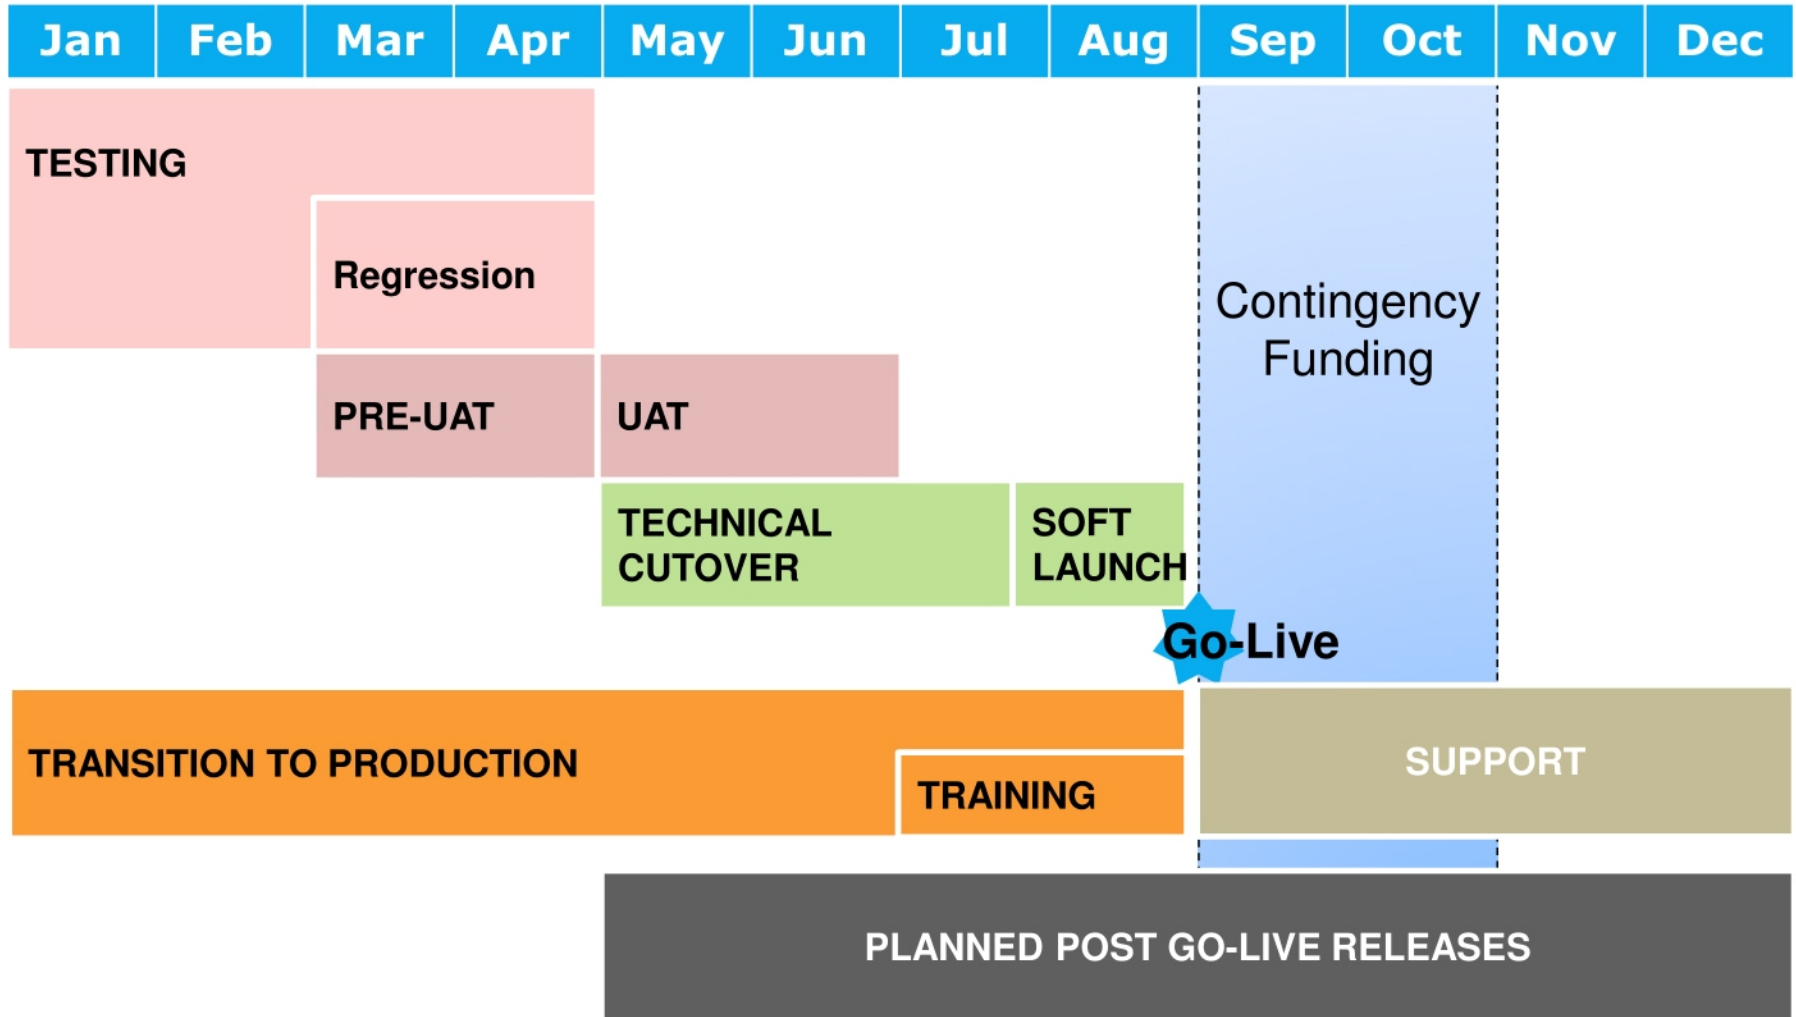 Jan Feb Mar Apr May Jun Jul Aug Sep Oct Nov Dec
TESTING
Regression
Contingency
Funding
PRE-UAT
UAT
TECHNICAL
CUTOVER
SOFT
LAUNCH
Go-Live
TRANSITION TO PRODUCTION
TRAINING
SUPPORT
PLANNED POST GO-LIVE RELEASES